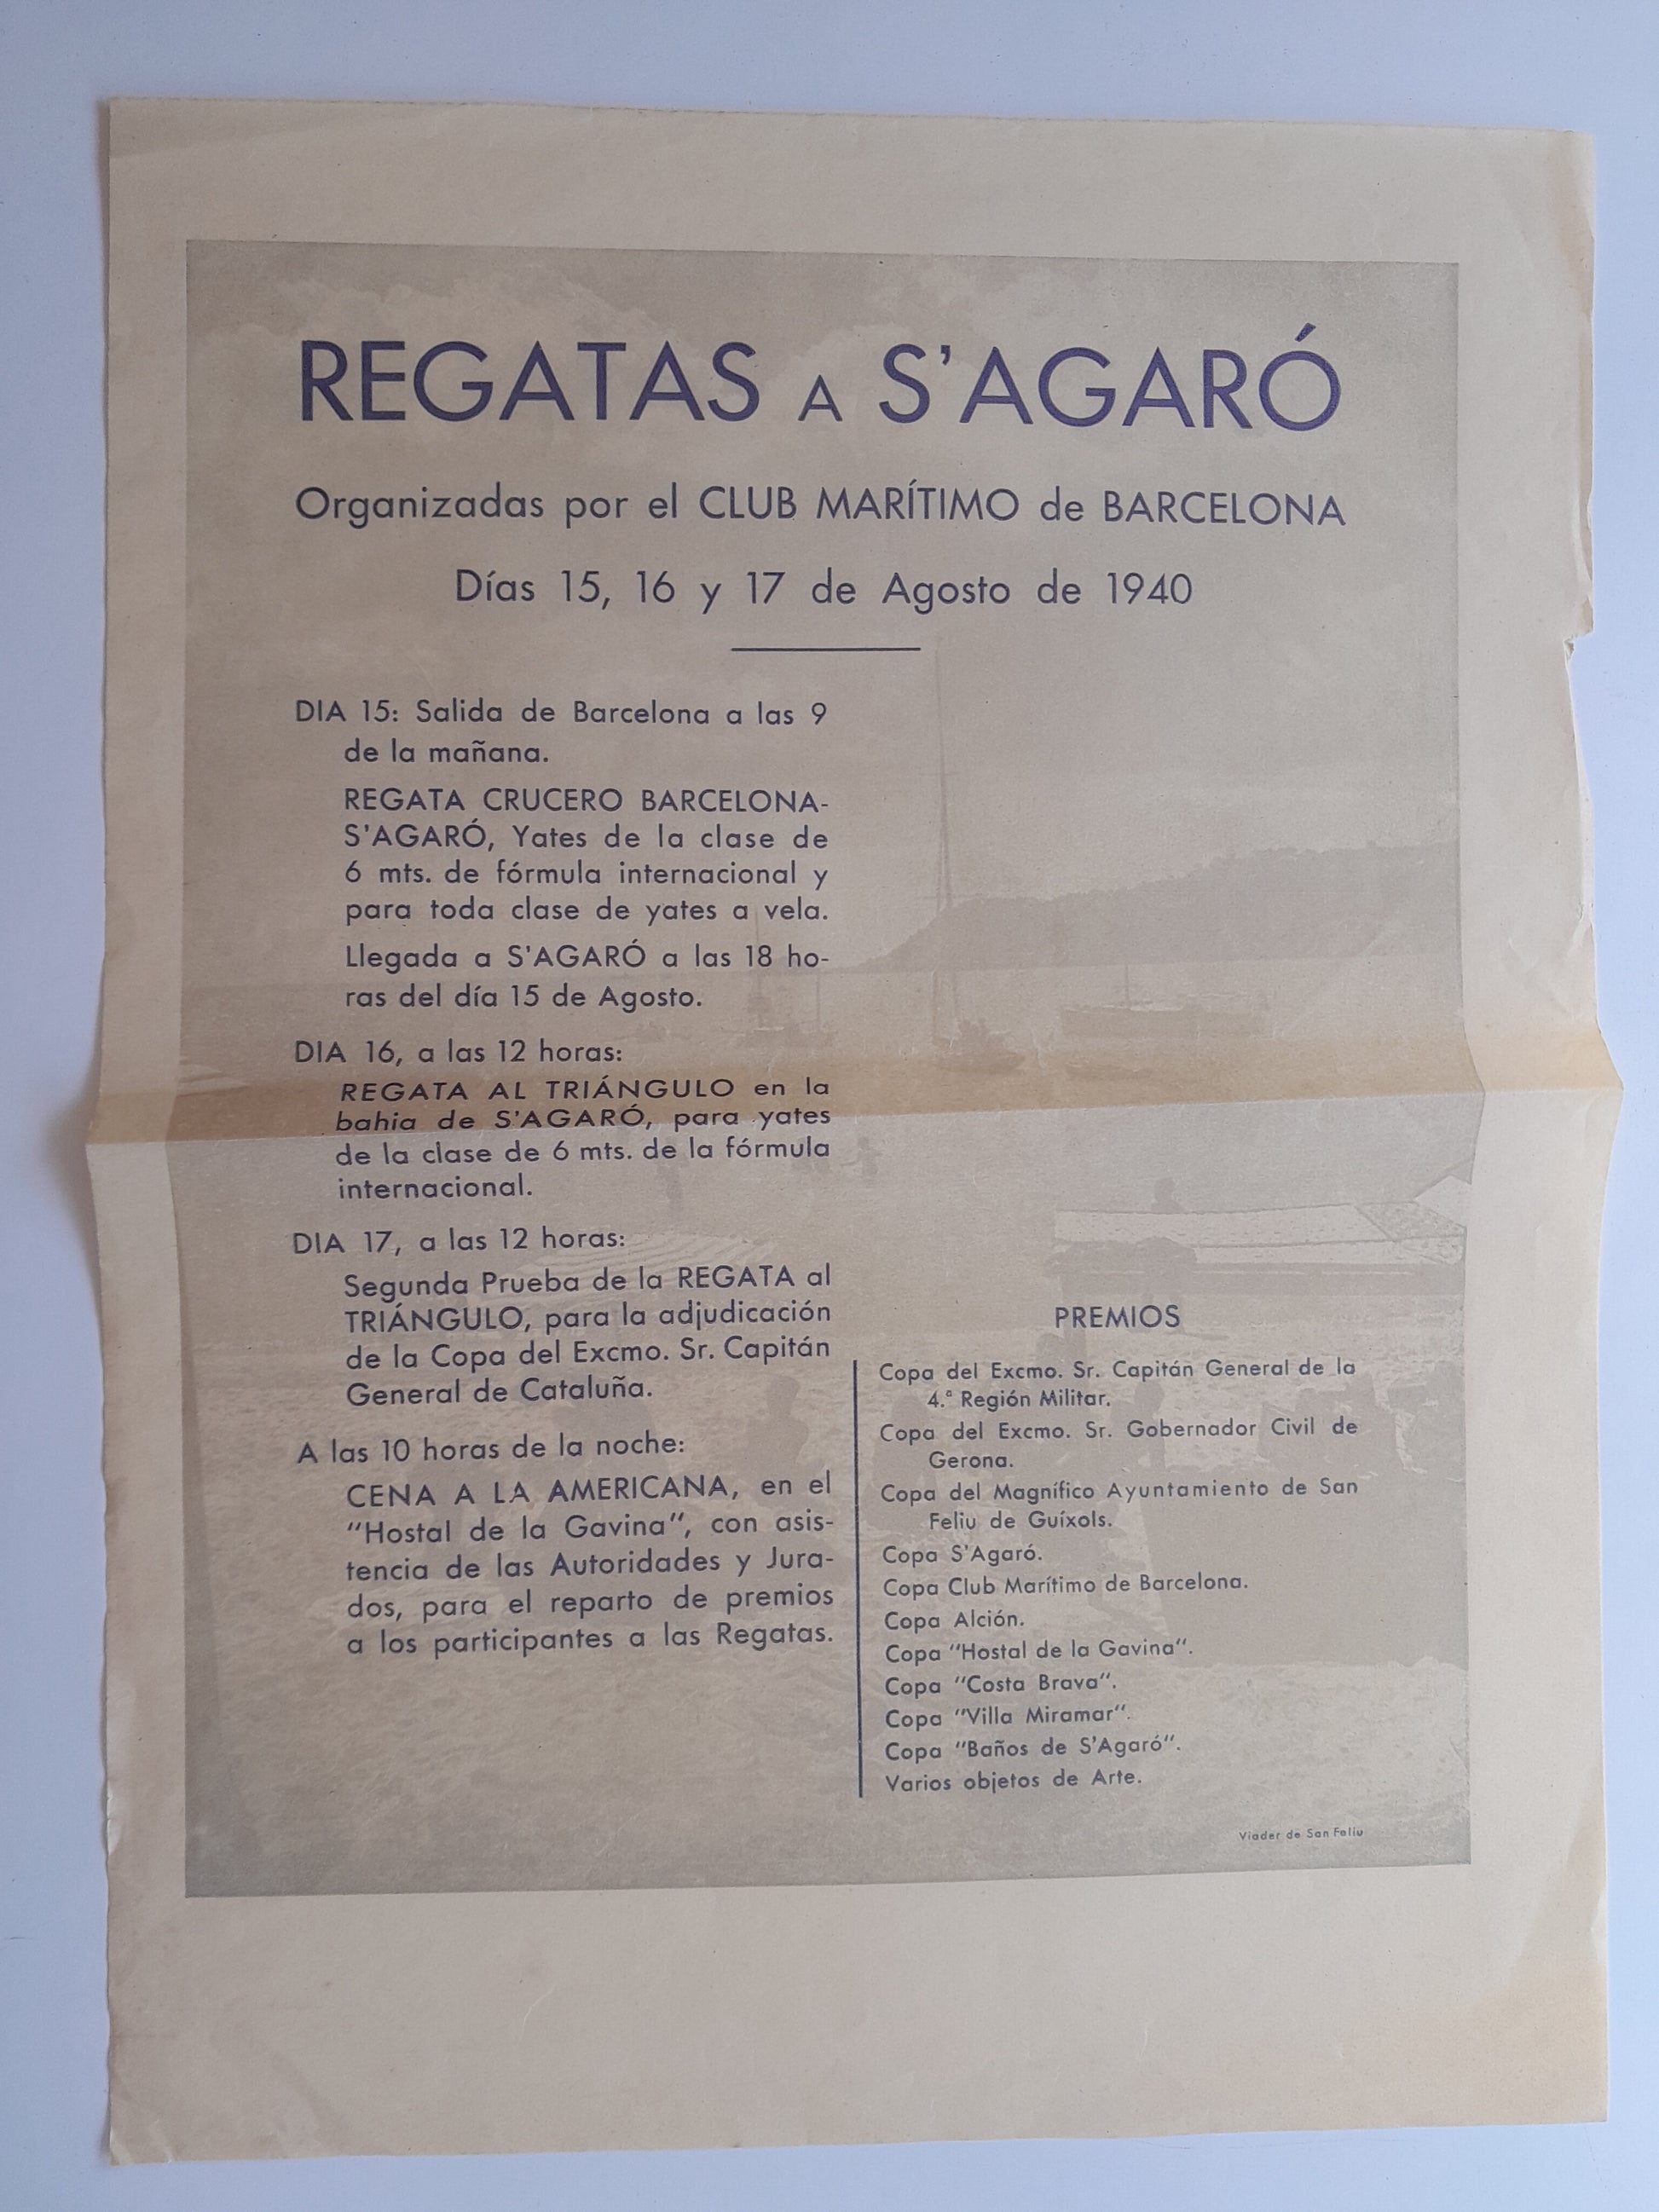 REGATAS A S'AGARÓ
Organizadas por el CLUB MARÍTIMO de BARCELONA
Días 15, 16 y 17 de Agosto de 1940
DIA 15: Salida de Barcelona a las 9
de la mañana.
REGATA CRUCERO BARCELONA-
S'AGARÓ, Yates de la clase de
6 mts. de fórmula internacional y
para toda clase de yates a vela.
Llegada a S'AGARÓ a las 18 ho-
ras del día 15 de Agosto.
DIA 16, a las 12 horas:
REGATA AL TRIÁNGULO en la
bahia de S'AGARÓ, para yates
de la clase de 6 mts. de la fórmula
internacional.
DIA 17, a las 12 horas:
Segunda Prueba de la REGATA al
TRIÁNGULO, para la adjudicación
de la Copa del Excmo. Sr. Capitán
General de Cataluña.
A las 10 horas de la noche:
CENA A LA AMERICANA, en el
"Hostal de la Gavina", con asis-
tencia de las Autoridades y Jura-
dos, para el reparto de premios
a los participantes a las Regatas.
PREMIOS
Copa del Excmo. Sr. Capitán General de la
4.ª Región Militar.
Copa del Excmo. Sr. Gobernador Civil de
Gerona.
Copa del Magnífico Ayuntamiento de San
Feliu de Guíxols.
Copa S'Agaró.
Copa Club Marítimo de Barcelona.
Copa Alción.
Copa "Hostal de la Gavina".
Copa "Costa Brava".
Copa "Villa Miramar".
Copa "Baños de S'Agaró".
Varios objetos de Arte.
Viader de San Feliu